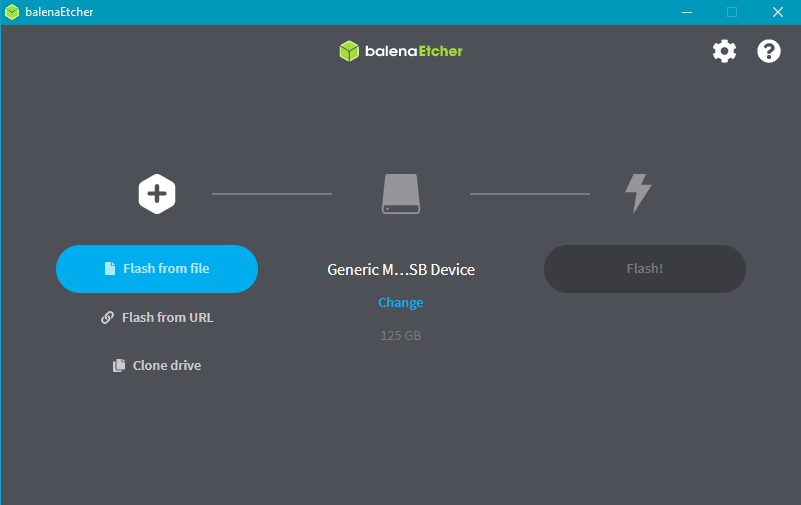 balenaEtcher
balenaEtcher
Flash from file
Flash from URL
Clone drive
Generic M...SB Device
Change
125 GB
Flash!